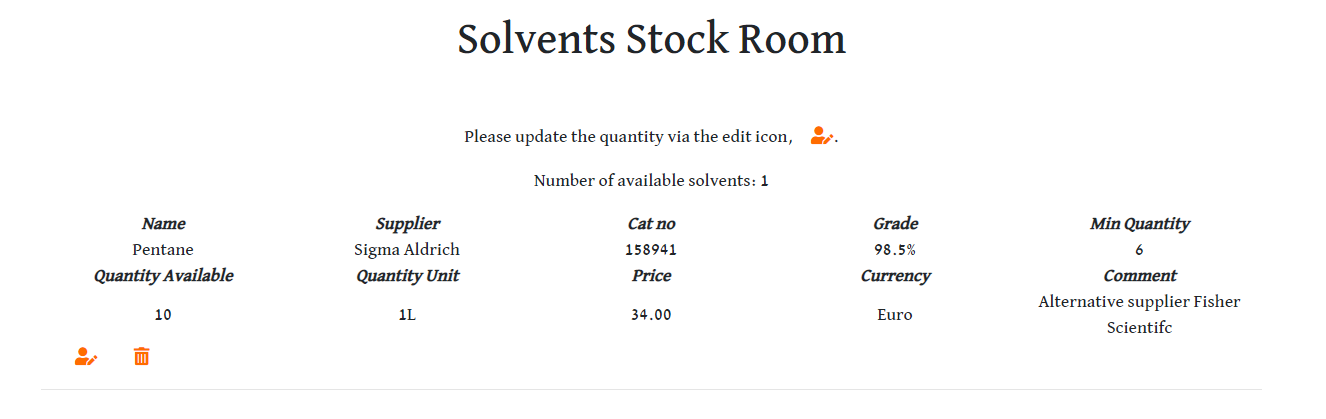 Solvents Stock Room
Please update the quantity via the edit icon, .
Number of available solvents: 1
Name Supplier Cat no Grade Min Quantity
Pentane Sigma Aldrich 158941 98.5% 6
Quantity Available Quantity Unit Price Currency Comment
10 1L 34.00 Euro Alternative supplier Fisher
Scientifc